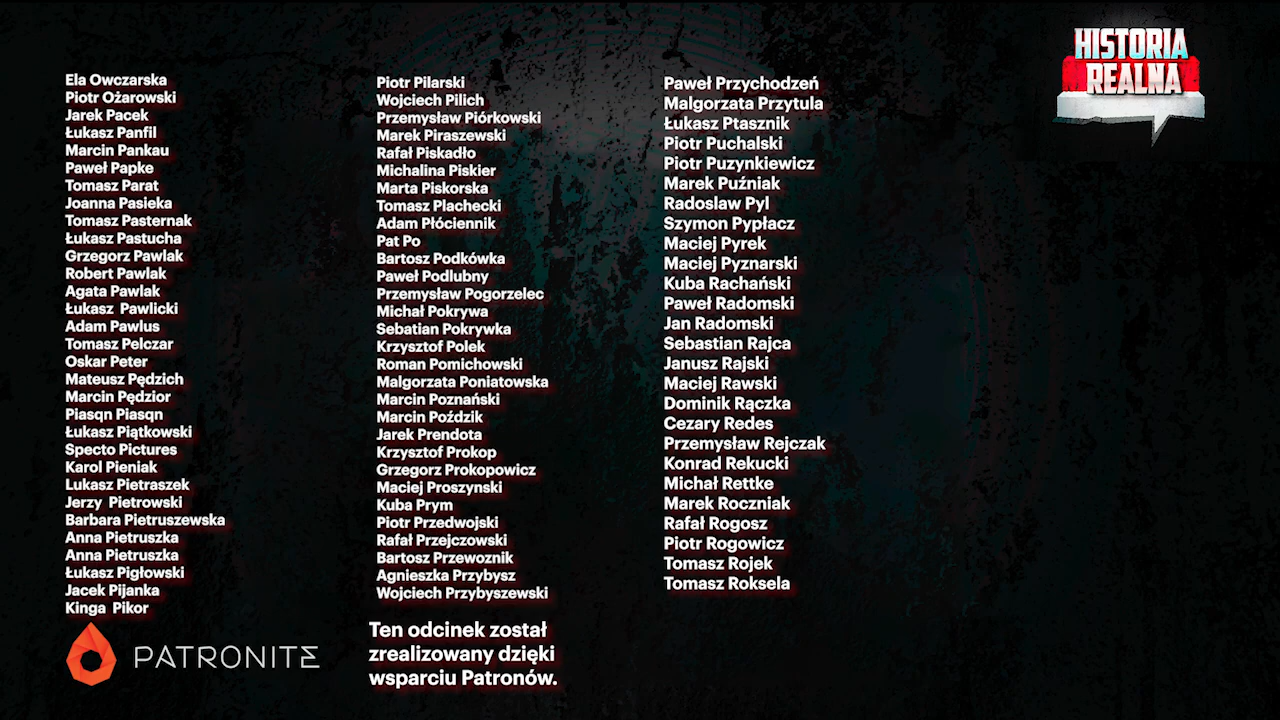 HISTORIA
REALNA
Ela Owczarska
Piotr Ożarowski
Jarek Pacek
Łukasz Panfil
Marcin Pankau
Paweł Papke
Tomasz Parat
Joanna Pasieka
Tomasz Pasternak
Łukasz Pastucha
Grzegorz Pawlak
Robert Pawlak
Agata Pawlak
Łukasz  Pawlicki
Adam Pawlus
Tomasz Pelczar
Oskar Peter
Mateusz Pędzich
Marcin Pędzior
Piasqn Piasqn
Łukasz Piątkowski
Specto Pictures
Karol Pieniak
Lukasz Pietraszek
Jerzy  Pietrowski
Barbara Pietruszewska
Anna Pietruszka
Anna Pietruszka
Łukasz Pigłowski
Jacek Pijanka
Kinga  Pikor
Piotr Pilarski
Wojciech Pilich
Przemysław Piórkowski
Marek Piraszewski
Rafał Piskadło
Michalina Piskier
Marta Piskorska
Tomasz Plachecki
Adam Płóciennik
Pat Po
Bartosz Podkówka
Paweł Podlubny
Przemysław Pogorzelec
Michał Pokrywa
Sebatian Pokrywka
Krzysztof Polek
Roman Pomichowski
Malgorzata Poniatowska
Marcin Poznański
Marcin Poździk
Jarek Prendota
Krzysztof Prokop
Grzegorz Prokopowicz
Maciej Proszynski
Kuba Prym
Piotr Przedwojski
Rafał Przejczowski
Bartosz Przewoznik
Agnieszka Przybysz
Wojciech Przybyszewski
Paweł Przychodzeń
Malgorzata Przytula
Łukasz Ptasznik
Piotr Puchalski
Piotr Puzynkiewicz
Marek Puźniak
Radoslaw Pyl
Szymon Pypłacz
Maciej Pyrek
Maciej Pyznarski
Kuba Rachański
Paweł Radomski
Jan Radomski
Sebastian Rajca
Janusz Rajski
Maciej Rawski
Dominik Rączka
Cezary Redes
Przemysław Rejczak
Konrad Rekucki
Michał Rettke
Marek Roczniak
Rafał Rogosz
Piotr Rogowicz
Tomasz Rojek
Tomasz Roksela
PATRONITE
Ten odcinek został
zrealizowany dzięki
wsparciu Patronów.